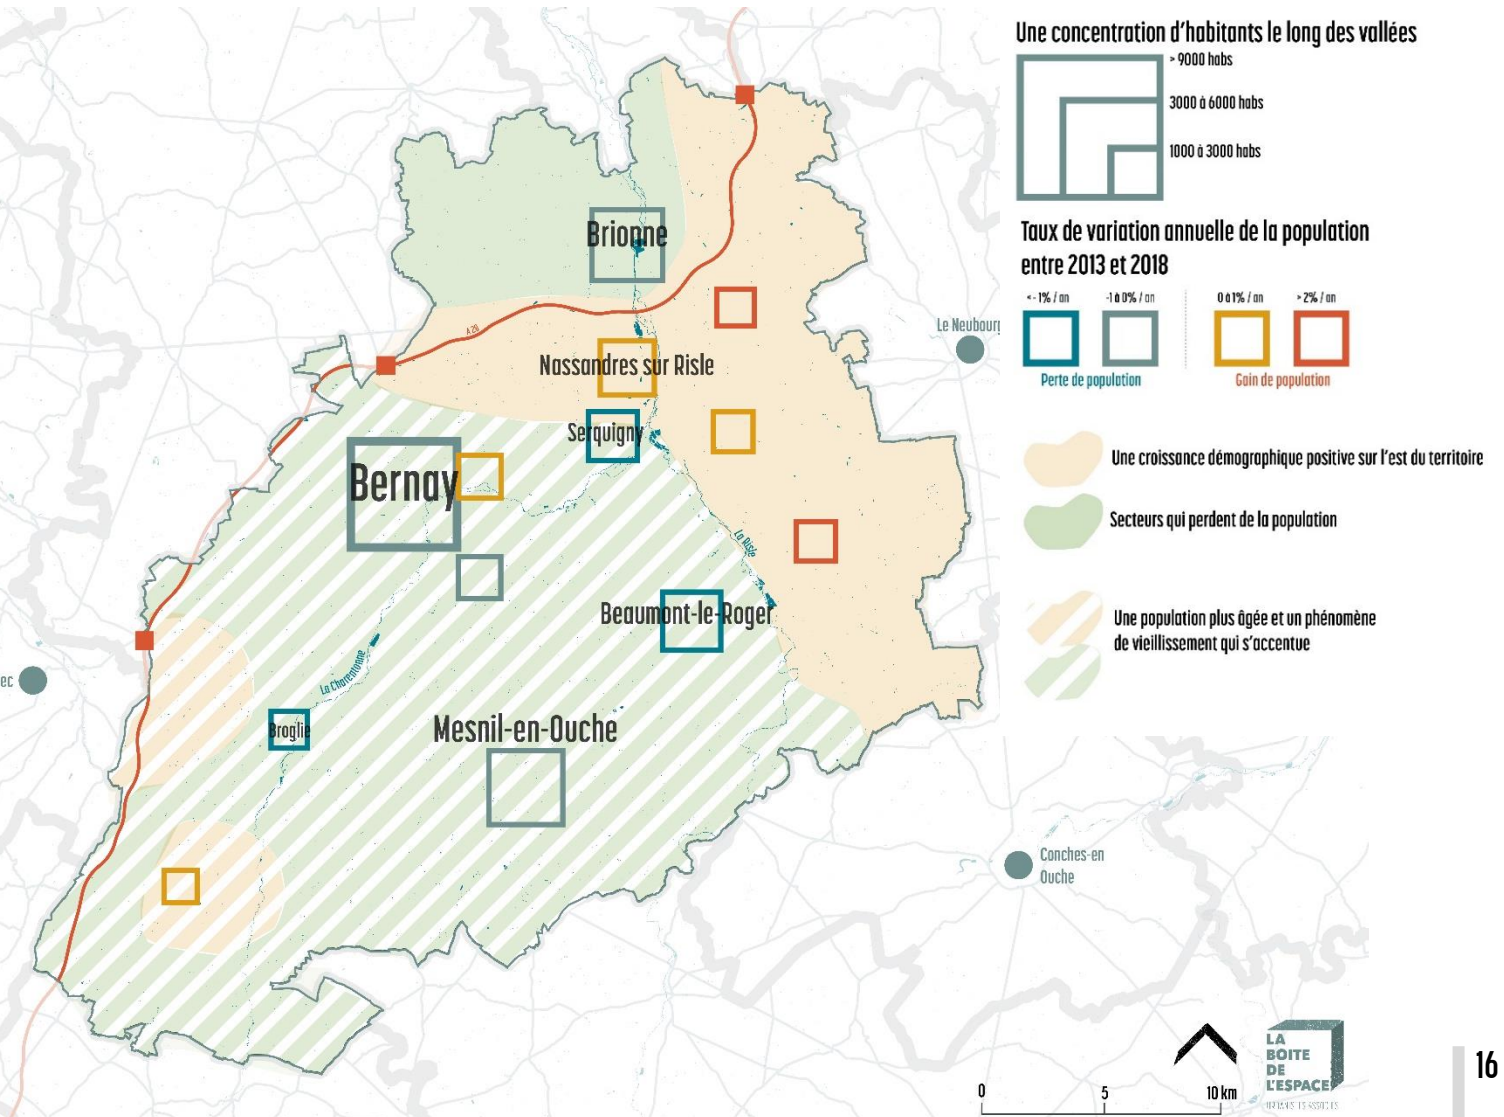 Une concentration d'habitants le long des vallées
> 9000 habs
3000 à 6000 habs
1000 à 3000 habs
Taux de variation annuelle de la population
entre 2013 et 2018
<- 1% / an
-1 à 0% / an
0 à 1% / an
> 2% / an
Perte de population
Gain de population
Une croissance démographique positive sur l'est du territoire
Secteurs qui perdent de la population
Une population plus âgée et un phénomène
de vieillissement qui s'accentue
Brionne
A 28
Le Neubourg
Nassandres sur Risle
Serquigny
Bernay
La Risle
Beaumont-le-Roger
La Charentonne
ec
Broglie
Mesnil-en-Ouche
Conches-en
Ouche
0
5
10 km
LA
BOITE
DE
L'ESPACE
16